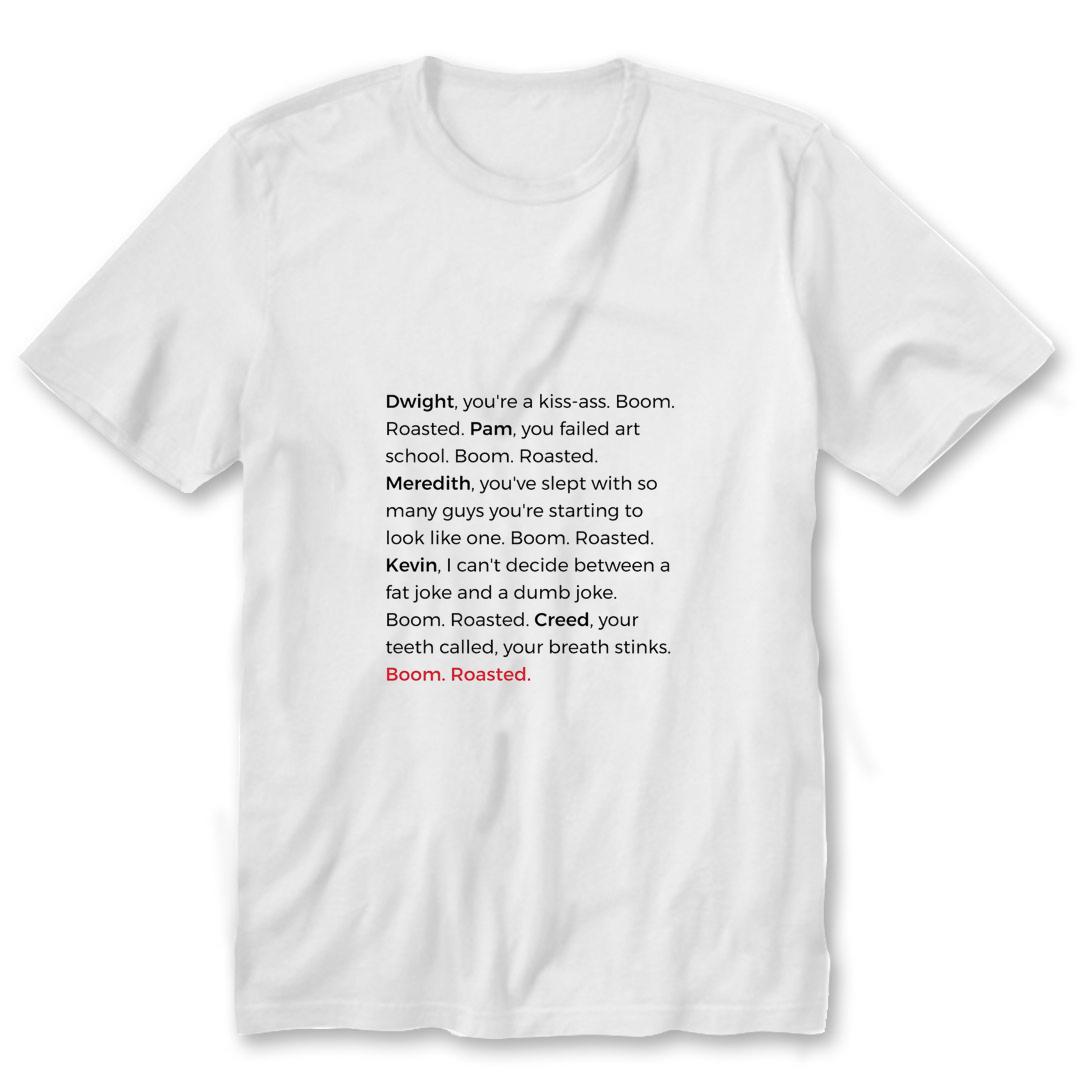 Dwight, you're a kiss-ass. Boom.
Roasted. Pam, you failed art
school. Boom. Roasted.
Meredith, you've slept with so
many guys you're starting to
look like one. Boom. Roasted.
Kevin, I can't decide between a
fat joke and a dumb joke.
Boom. Roasted. Creed, your
teeth called, your breath stinks.
Boom. Roasted.